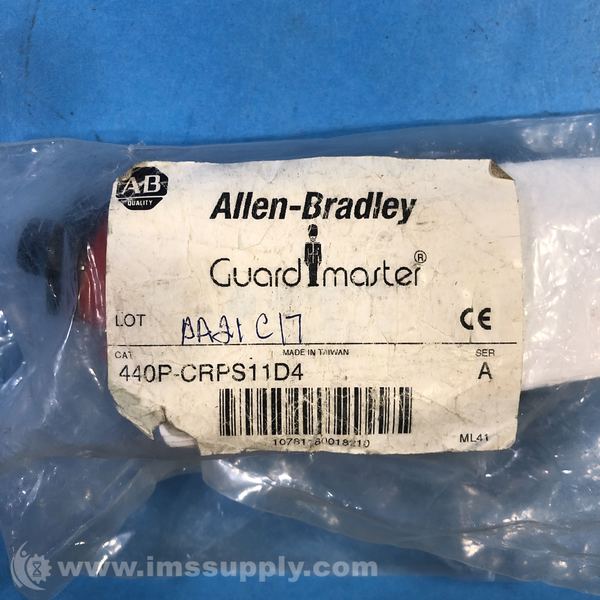 AB
QUALITY
Allen-Bradley
Guardmaster®
LOT
CE
CAT
MADE IN TAIWAN
SER
440P-CRPS11D4
A
ML41
www.imssupply.com